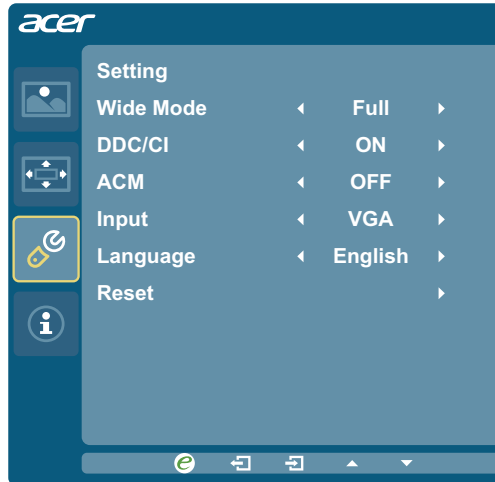 acer
Setting
Wide Mode Full
DDC/CI ON
ACM OFF
Input VGA
Language English
Reset